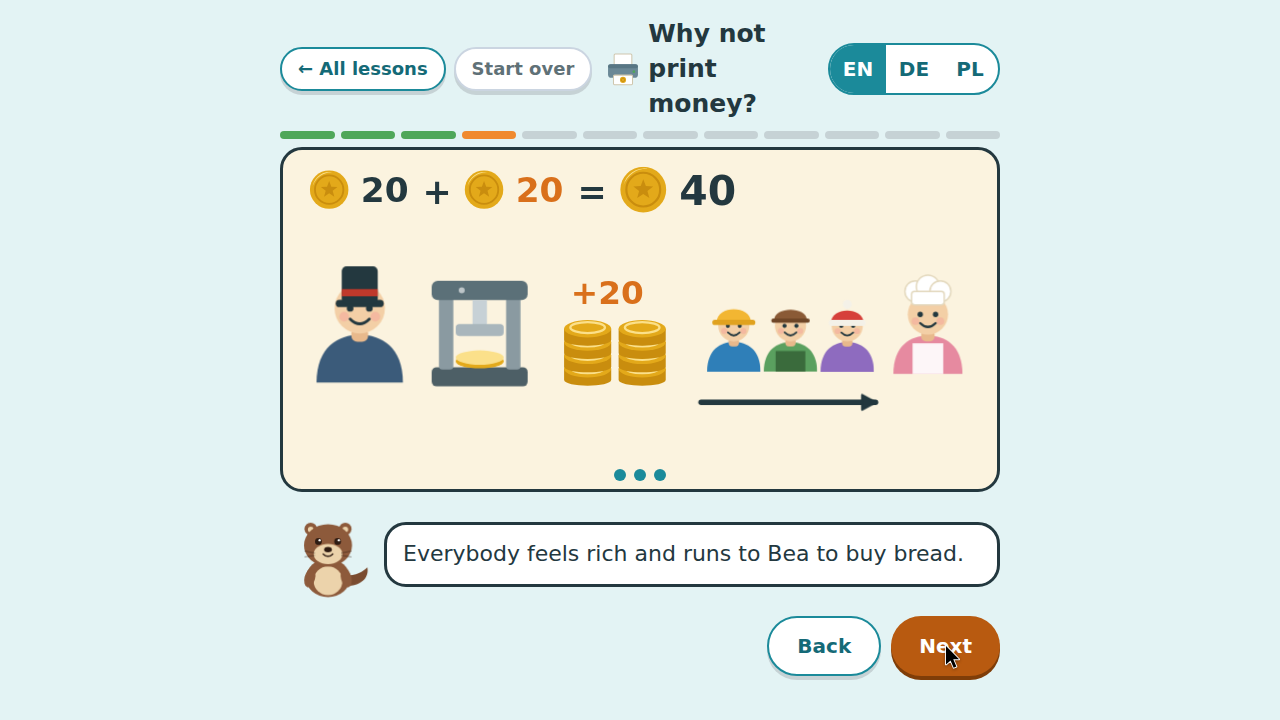 ← All lessons
Start over
Why not
print
money?
EN DE PL
20 + 20 = 40
+20
Everybody feels rich and runs to Bea to buy bread.
Back
Next